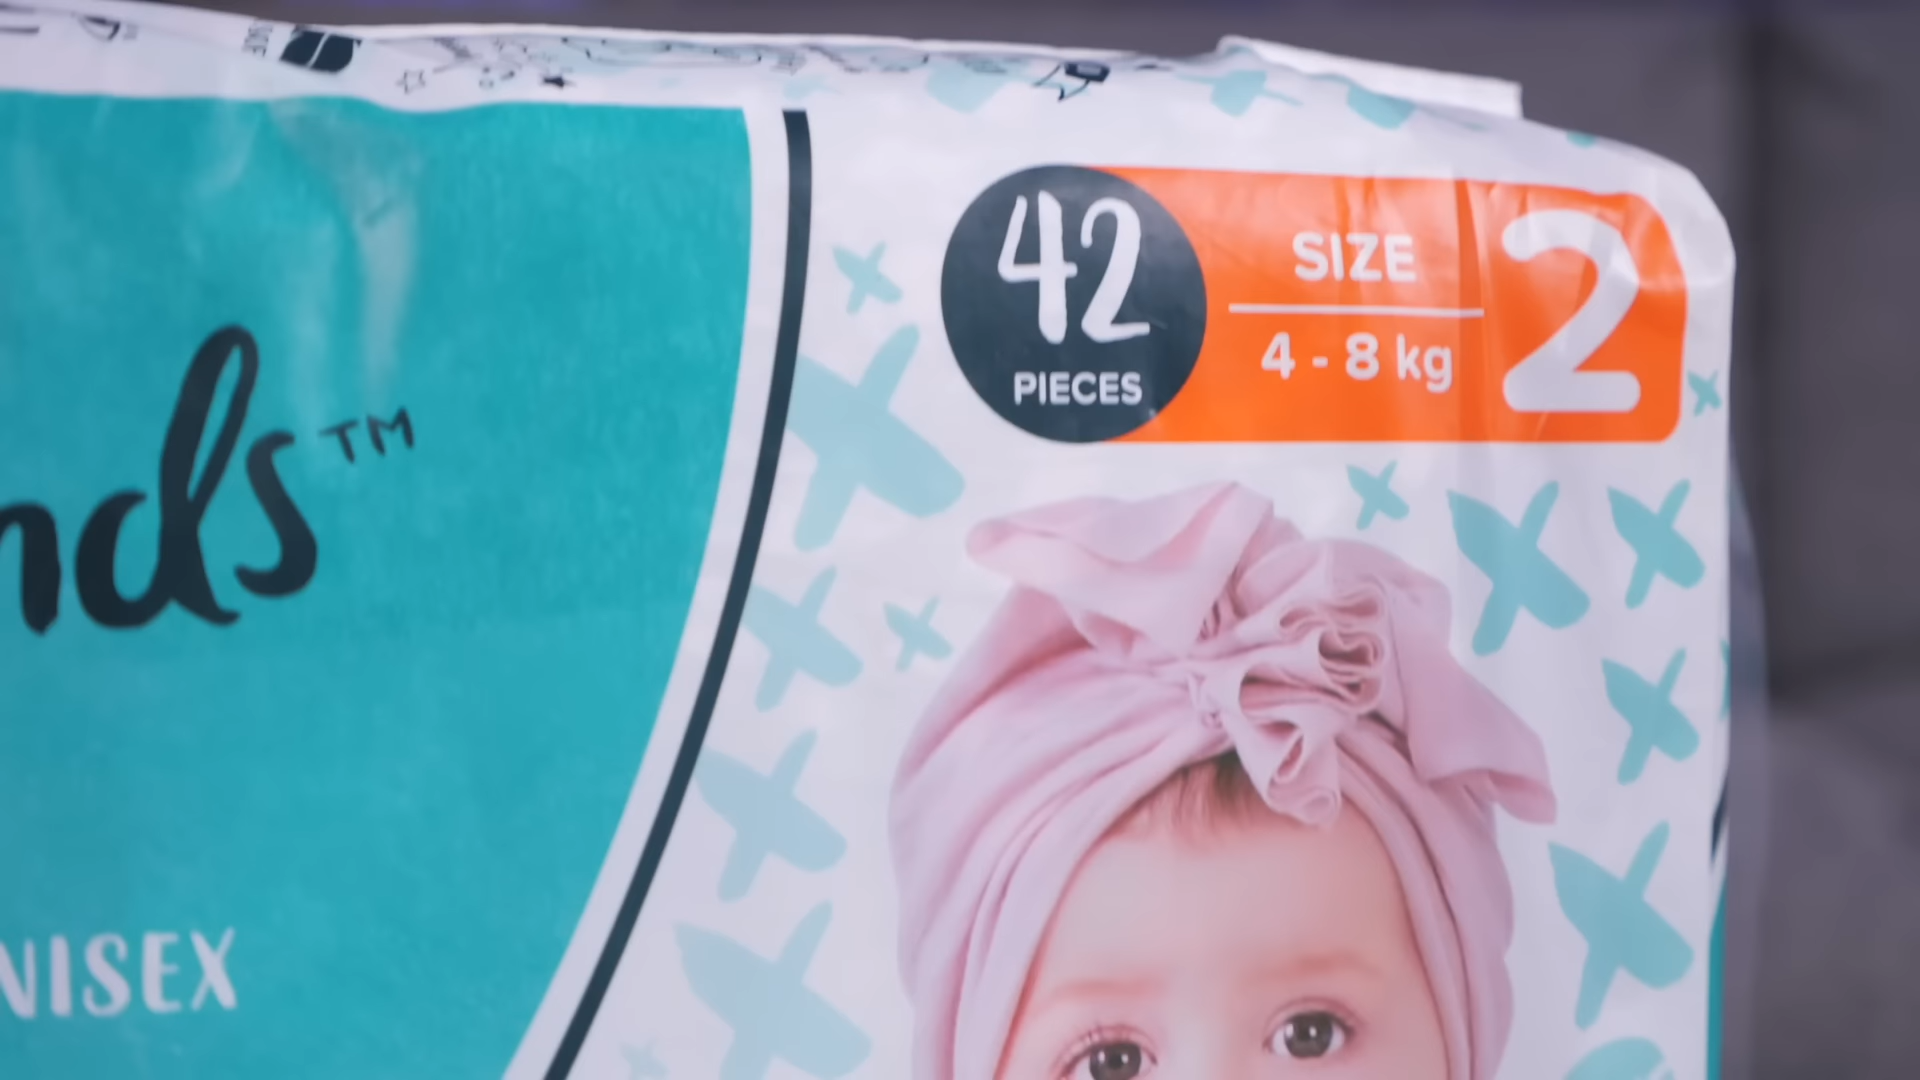 42
PIECES
SIZE
4 - 8 kg
2
nds™
NISEX